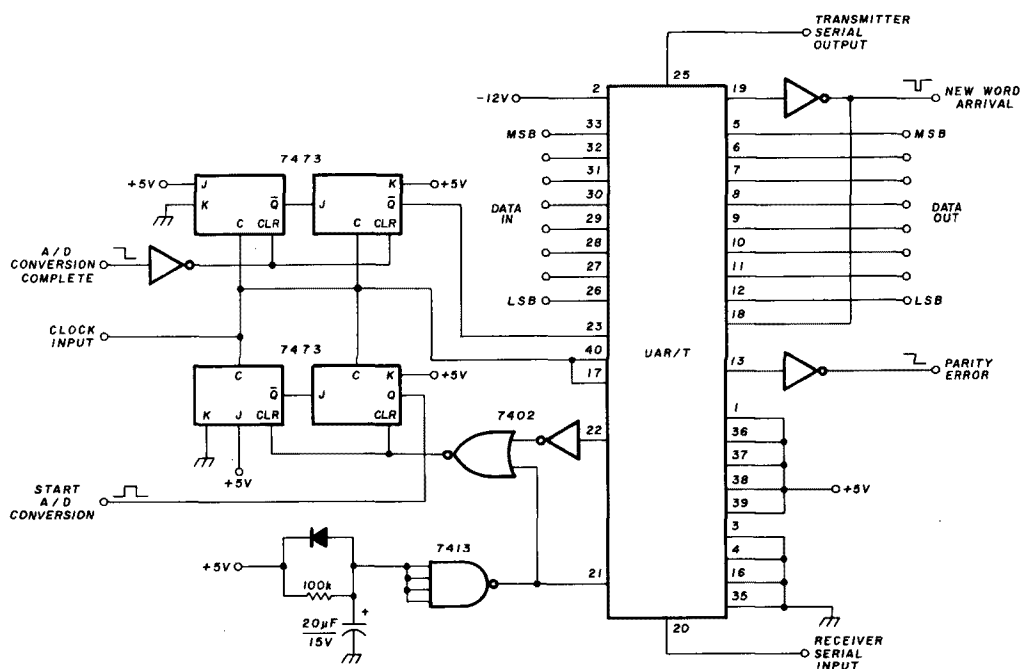 TRANSMITTER
SERIAL
OUTPUT
25
-12V
2
19
NEW WORD
ARRIVAL
MSB
33
5
MSB
32
6
31
7
DATA
IN
30
8
DATA
OUT
29
9
28
10
27
11
LSB
26
12
LSB
18
23
UAR/T
40
17
13
PARITY
ERROR
22
1
36
37
38
+5V
39
3
4
21
16
35
20
RECEIVER
SERIAL
INPUT
7473
+5V
J
K
Q
C
CLR
J
K
+5V
Q
C
CLR
A/D
CONVERSION
COMPLETE
CLOCK
INPUT
7473
C
Q
K
J
CLR
+5V
C
K
+5V
J
Q
CLR
7402
START
A/D
CONVERSION
+5V
100k
20µF
15V
+
7413